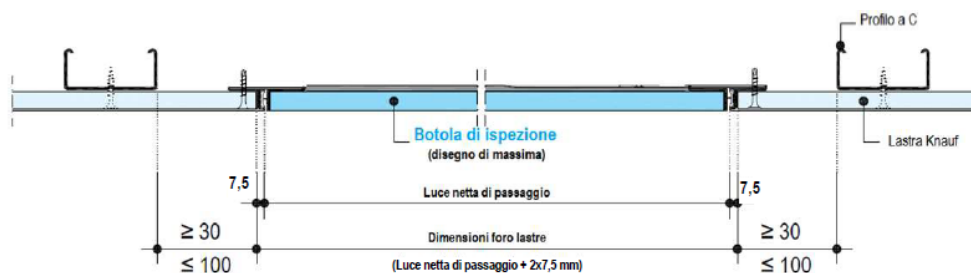 Profilo a C
Botola di ispezione
(disegno di massima)
Lastra Knauf
7,5
Luce netta di passaggio
7,5
≥ 30
Dimensioni foro lastre
≥ 30
≤ 100
(Luce netta di passaggio + 2x7,5 mm)
≤ 100